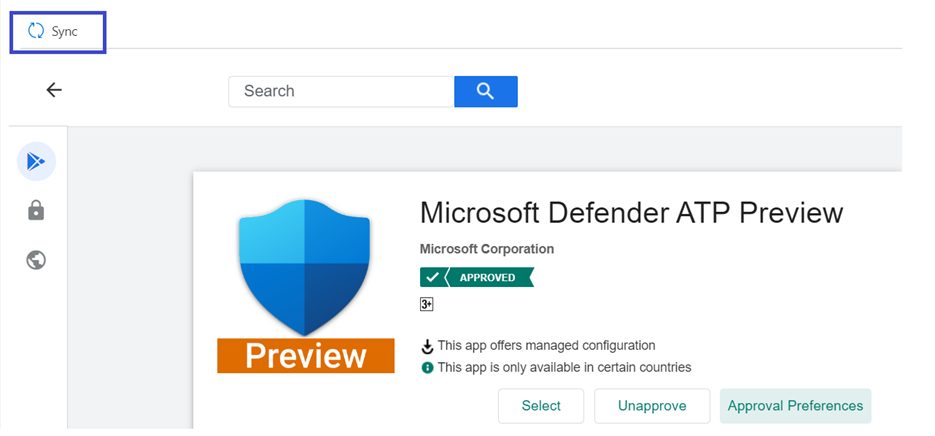 Sync
Search
Microsoft Defender ATP Preview
Microsoft Corporation
APPROVED
3+
Preview
This app offers managed configuration
This app is only available in certain countries
Select
Unapprove
Approval Preferences